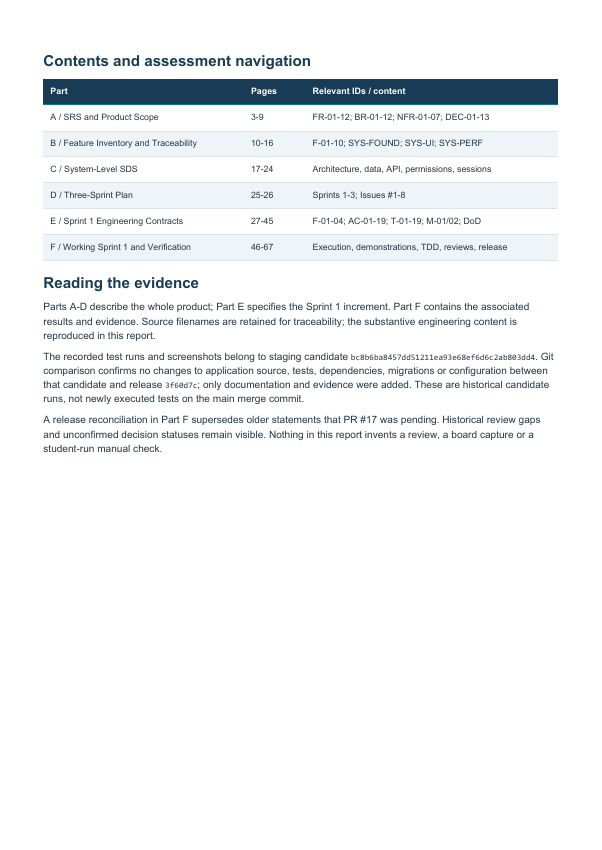 Contents and assessment navigation
Part Pages Relevant IDs / content
A / SRS and Product Scope 3-9 FR-01-12; BR-01-12; NFR-01-07; DEC-01-13
B / Feature Inventory and Traceability 10-16 F-01-10; SYS-FOUND; SYS-UI; SYS-PERF
C / System-Level SDS 17-24 Architecture, data, API, permissions, sessions
D / Three-Sprint Plan 25-26 Sprints 1-3; Issues #1-8
E / Sprint 1 Engineering Contracts 27-45 F-01-04; AC-01-19; T-01-19; M-01/02; DoD
F / Working Sprint 1 and Verification 46-67 Execution, demonstrations, TDD, reviews, release
Reading the evidence
Parts A-D describe the whole product; Part E specifies the Sprint 1 increment. Part F contains the associated
results and evidence. Source filenames are retained for traceability; the substantive engineering content is
reproduced in this report.
The recorded test runs and screenshots belong to staging candidate bc8b6ba8457dd51211ea93e68ef6d6c2ab803dd4. Git
comparison confirms no changes to application source, tests, dependencies, migrations or configuration between
that candidate and release 3f60d7c; only documentation and evidence were added. These are historical candidate
runs, not newly executed tests on the main merge commit.
A release reconciliation in Part F supersedes older statements that PR #17 was pending. Historical review gaps
and unconfirmed decision statuses remain visible. Nothing in this report invents a review, a board capture or a
student-run manual check.